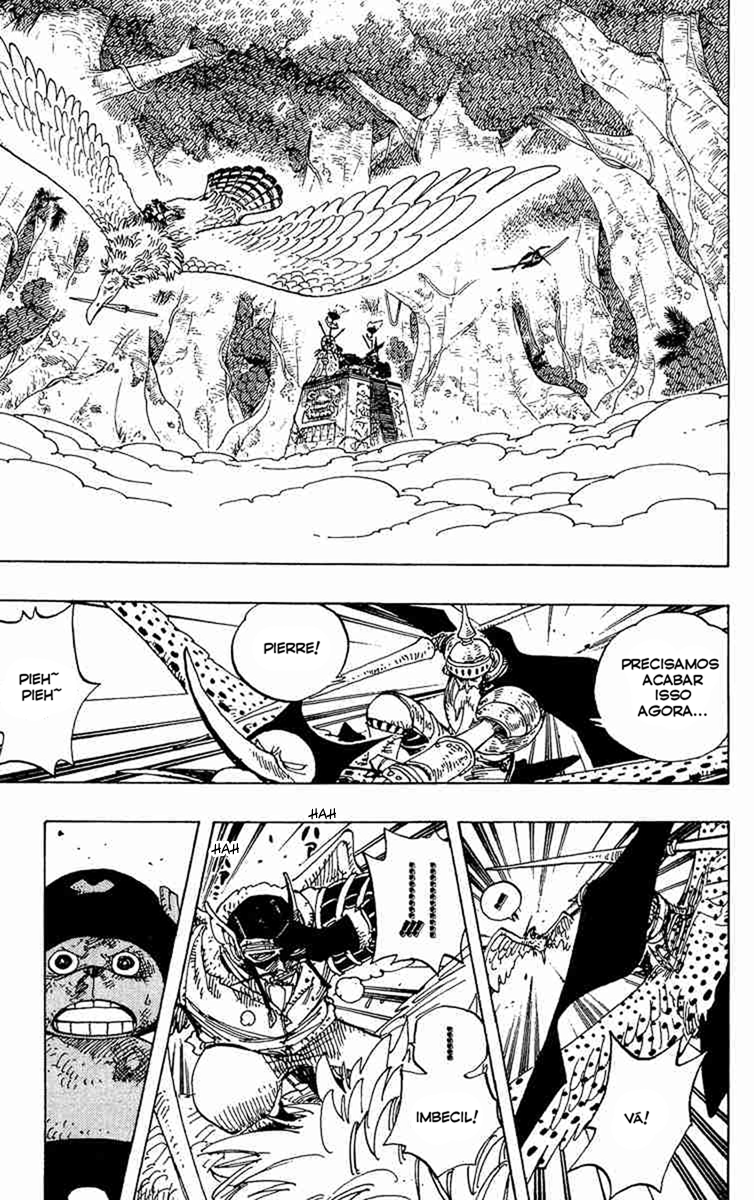 PRECISAMOS
ACABAR
ISSO
AGORA...
PIERRE!
PIEH~
PIEH~
!!
VÁ!
HAH
HAH
IMBECIL!